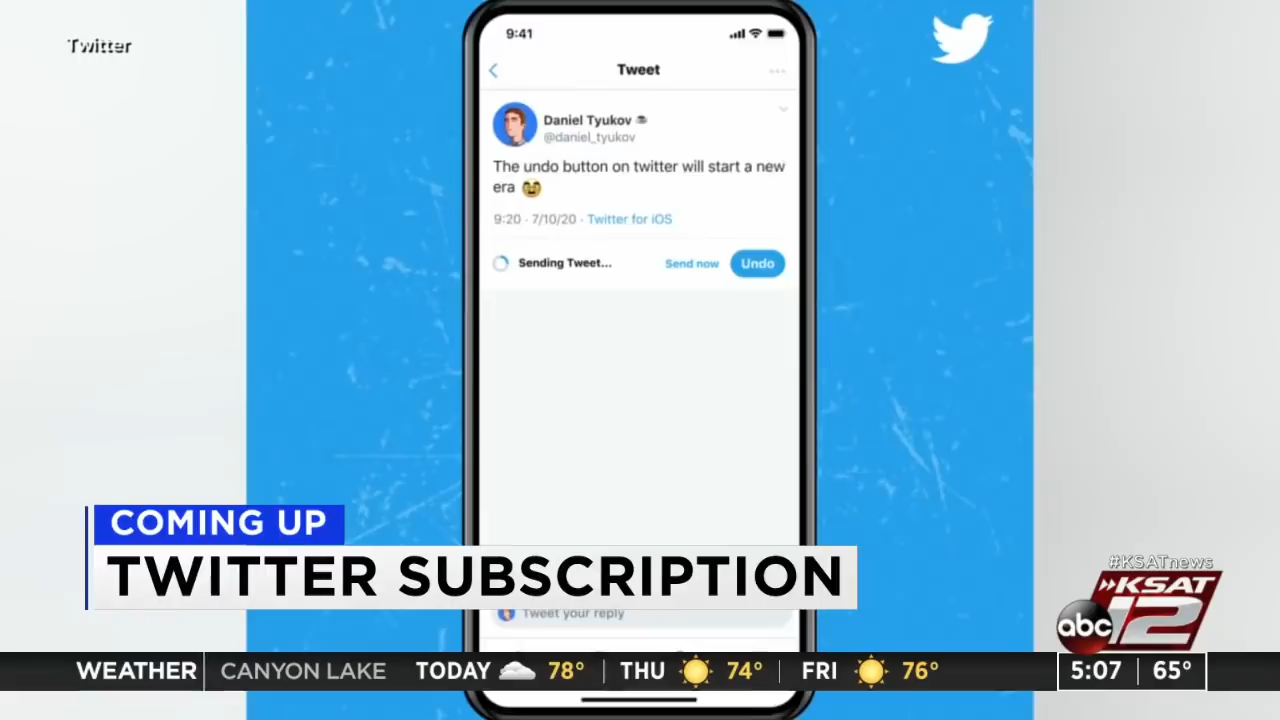 Twitter
9:41
Tweet
Daniel Tyukov
@daniel_tyukov
The undo button on twitter will start a new
era
9:20 · 7/10/20 · Twitter for iOS
Sending Tweet...
Send now
Undo
COMING UP
TWITTER SUBSCRIPTION
Tweet your reply
#KSATnews
KSAT
abc 12
WEATHER CANYON LAKE TODAY 78° THU 74° FRI 76° 5:07 65°